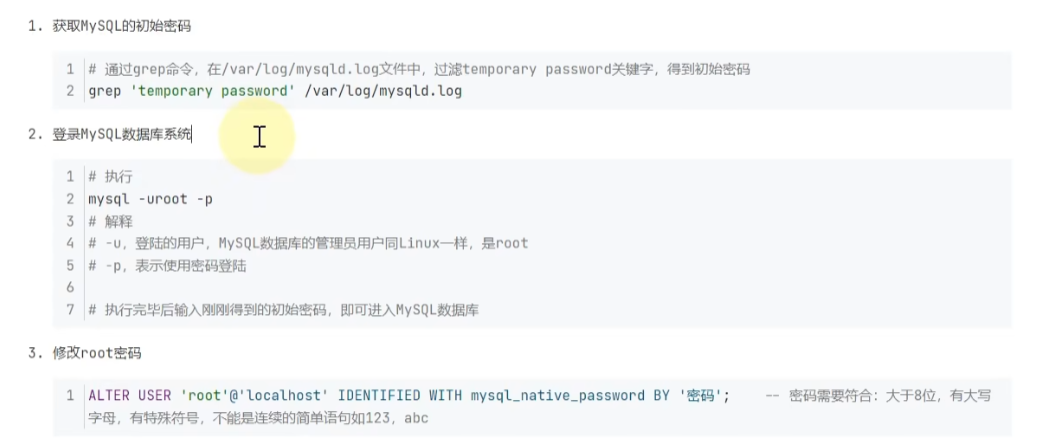 1. 获取MySQL的初始密码
1 # 通过grep命令，在/var/log/mysqld.log文件中，过滤temporary password关键字，得到初始密码
2 grep 'temporary password' /var/log/mysqld.log
2. 登录MySQL数据库系统
1 # 执行
2 mysql -uroot -p
3 # 解释
4 # -u，登陆的用户，MySQL数据库的管理员用户同Linux一样，是root
5 # -p，表示使用密码登陆
6
7 # 执行完毕后输入刚刚得到的初始密码，即可进入MySQL数据库
3. 修改root密码
1 ALTER USER 'root'@'localhost' IDENTIFIED WITH mysql_native_password BY '密码'; -- 密码需要符合：大于8位，有大写
字母，有特殊符号，不能是连续的简单语句如123，abc